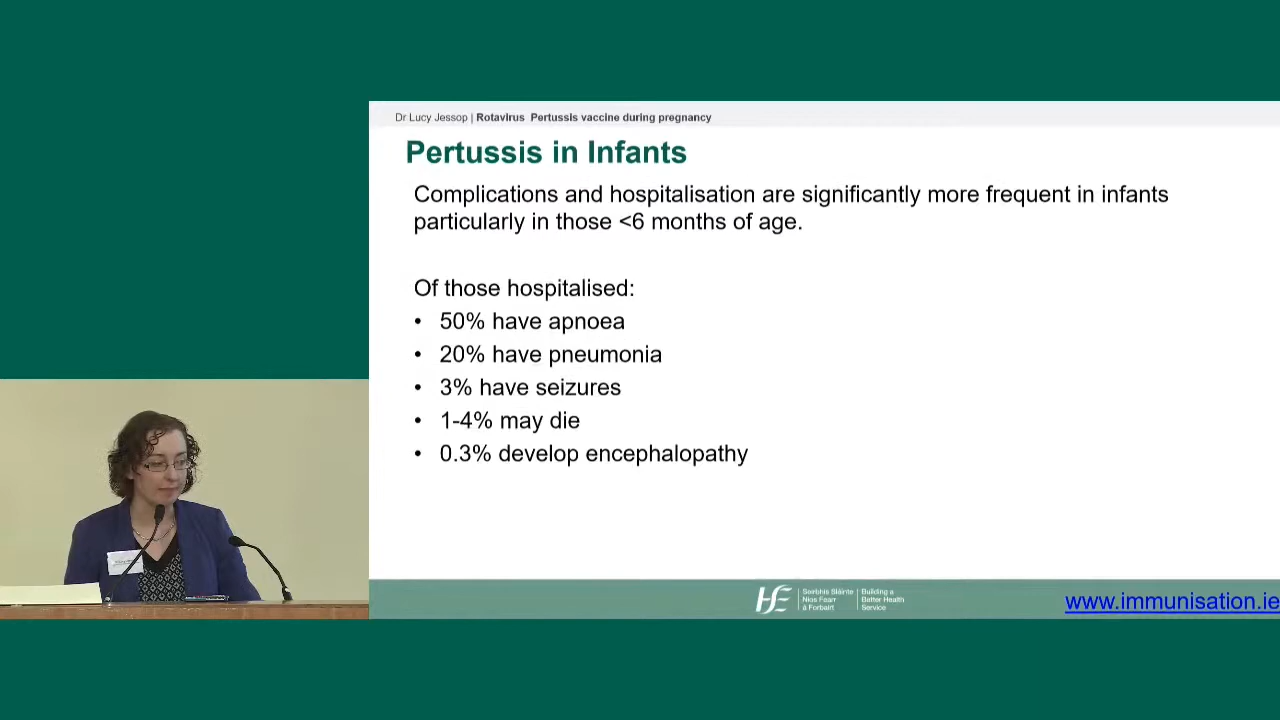 Dr Lucy Jessop | Rotavirus Pertussis vaccine during pregnancy
Pertussis in Infants
Complications and hospitalisation are significantly more frequent in infants
particularly in those <6 months of age.
Of those hospitalised:
• 50% have apnoea
• 20% have pneumonia
• 3% have seizures
• 1-4% may die
• 0.3% develop encephalopathy
HE
Seirbhís Sláinte
Níos Fearr
á Forbairt
Building a
Better Health
Service
www.immunisation.ie